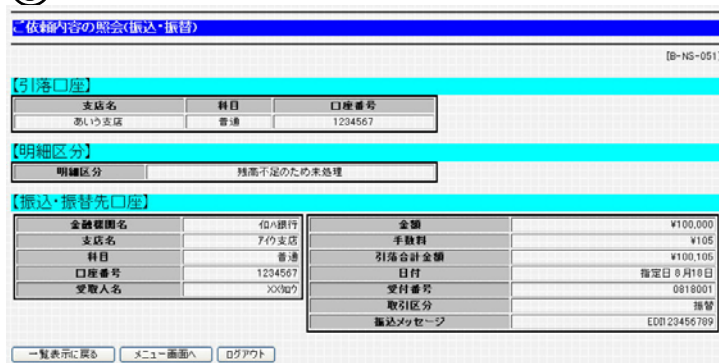 ご依頼内容の照会(振込・振替)
[B-NS-051]
【引落口座】
支店名 科目 口座番号
あいう支店 普通 1234567
【明細区分】
明細区分 残高不足のため未処理
【振込・振替先口座】
金融機関名 ｲﾛﾊ銀行 金額 ¥100,000
支店名 ｱｲｳ支店 手数料 ¥105
科目 普通 引落合計金額 ¥100,105
口座番号 1234567 日付 指定日 8月18日
受取人名 受付番号 0818001
取引区分 振替
振込メッセージ EDI123456789
一覧表示に戻る メニュー画面へ ログアウト